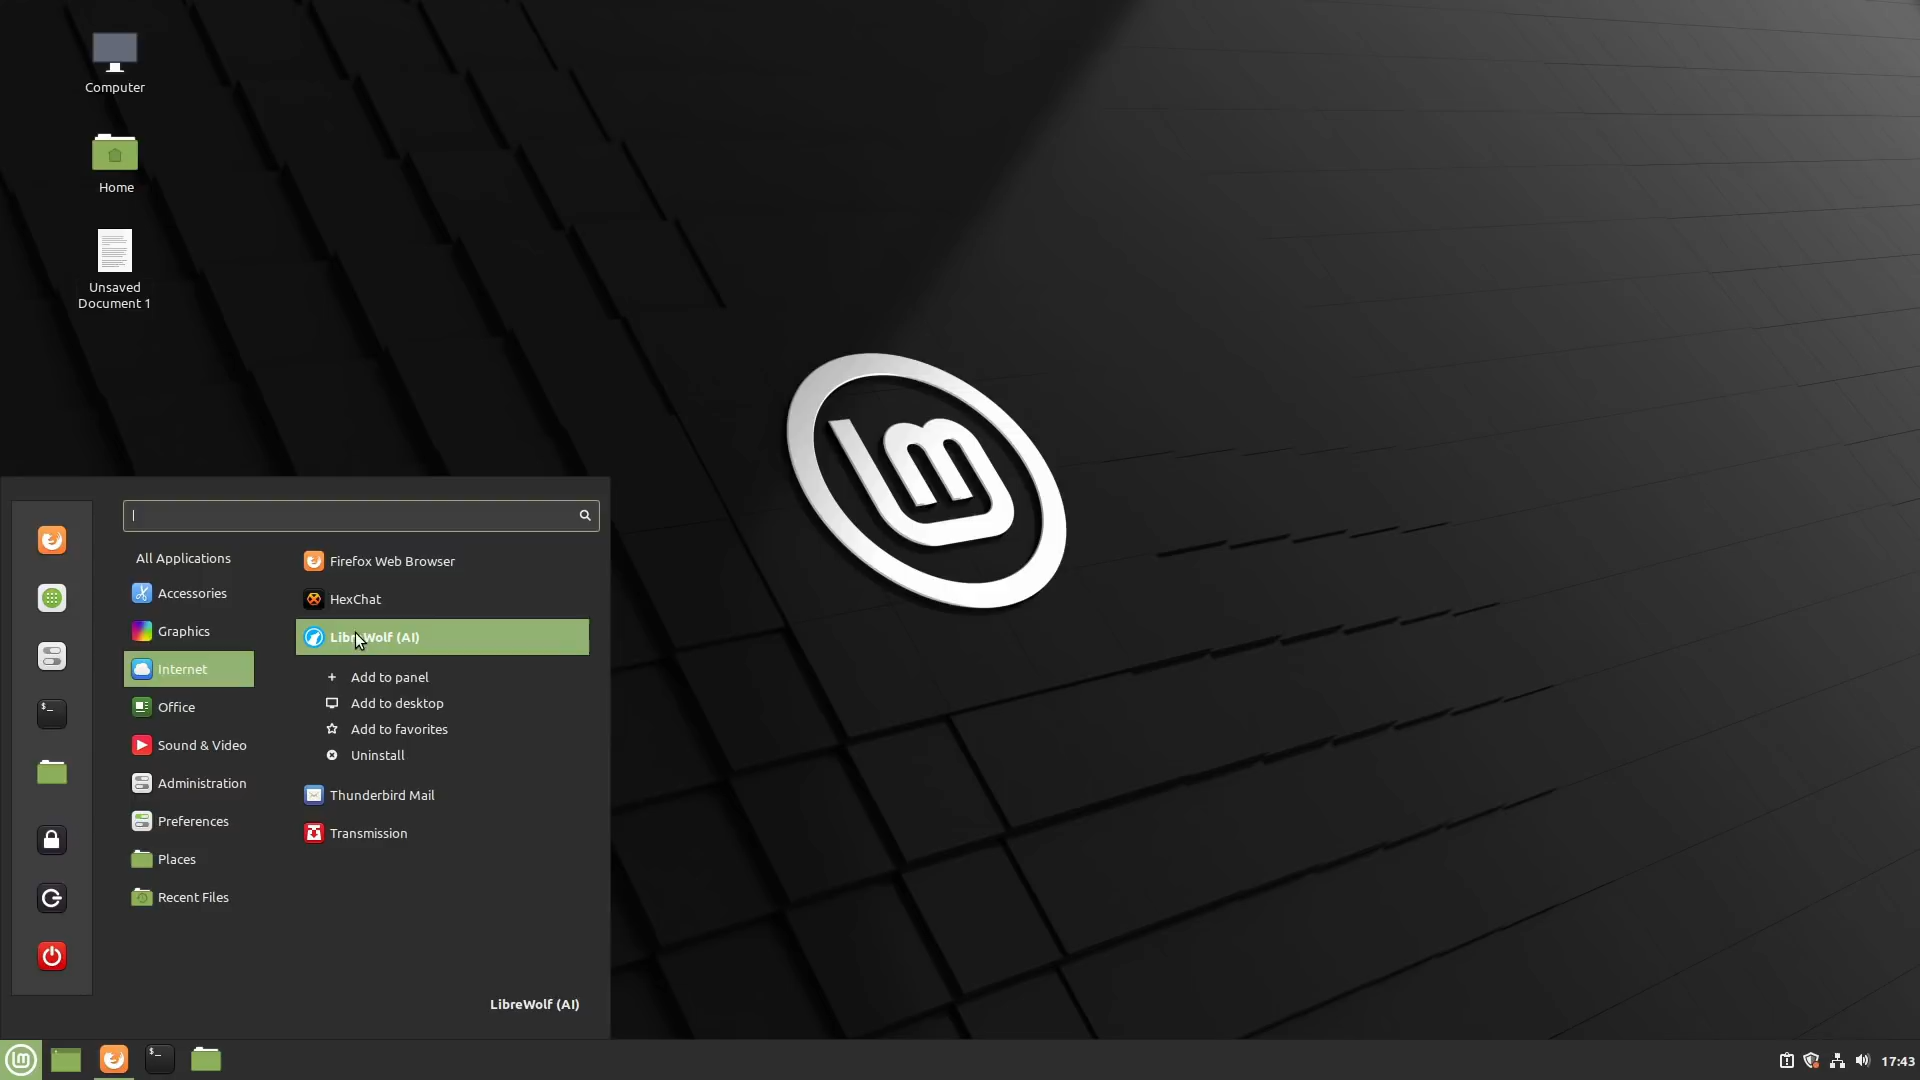 Computer
Home
Unsaved
Document 1
All Applications
Accessories
Graphics
Internet
Office
Sound & Video
Administration
Preferences
Places
Recent Files
Firefox Web Browser
HexChat
LibreWolf (AI)
Add to panel
Add to desktop
Add to favorites
Uninstall
Thunderbird Mail
Transmission
LibreWolf (AI)
17:43